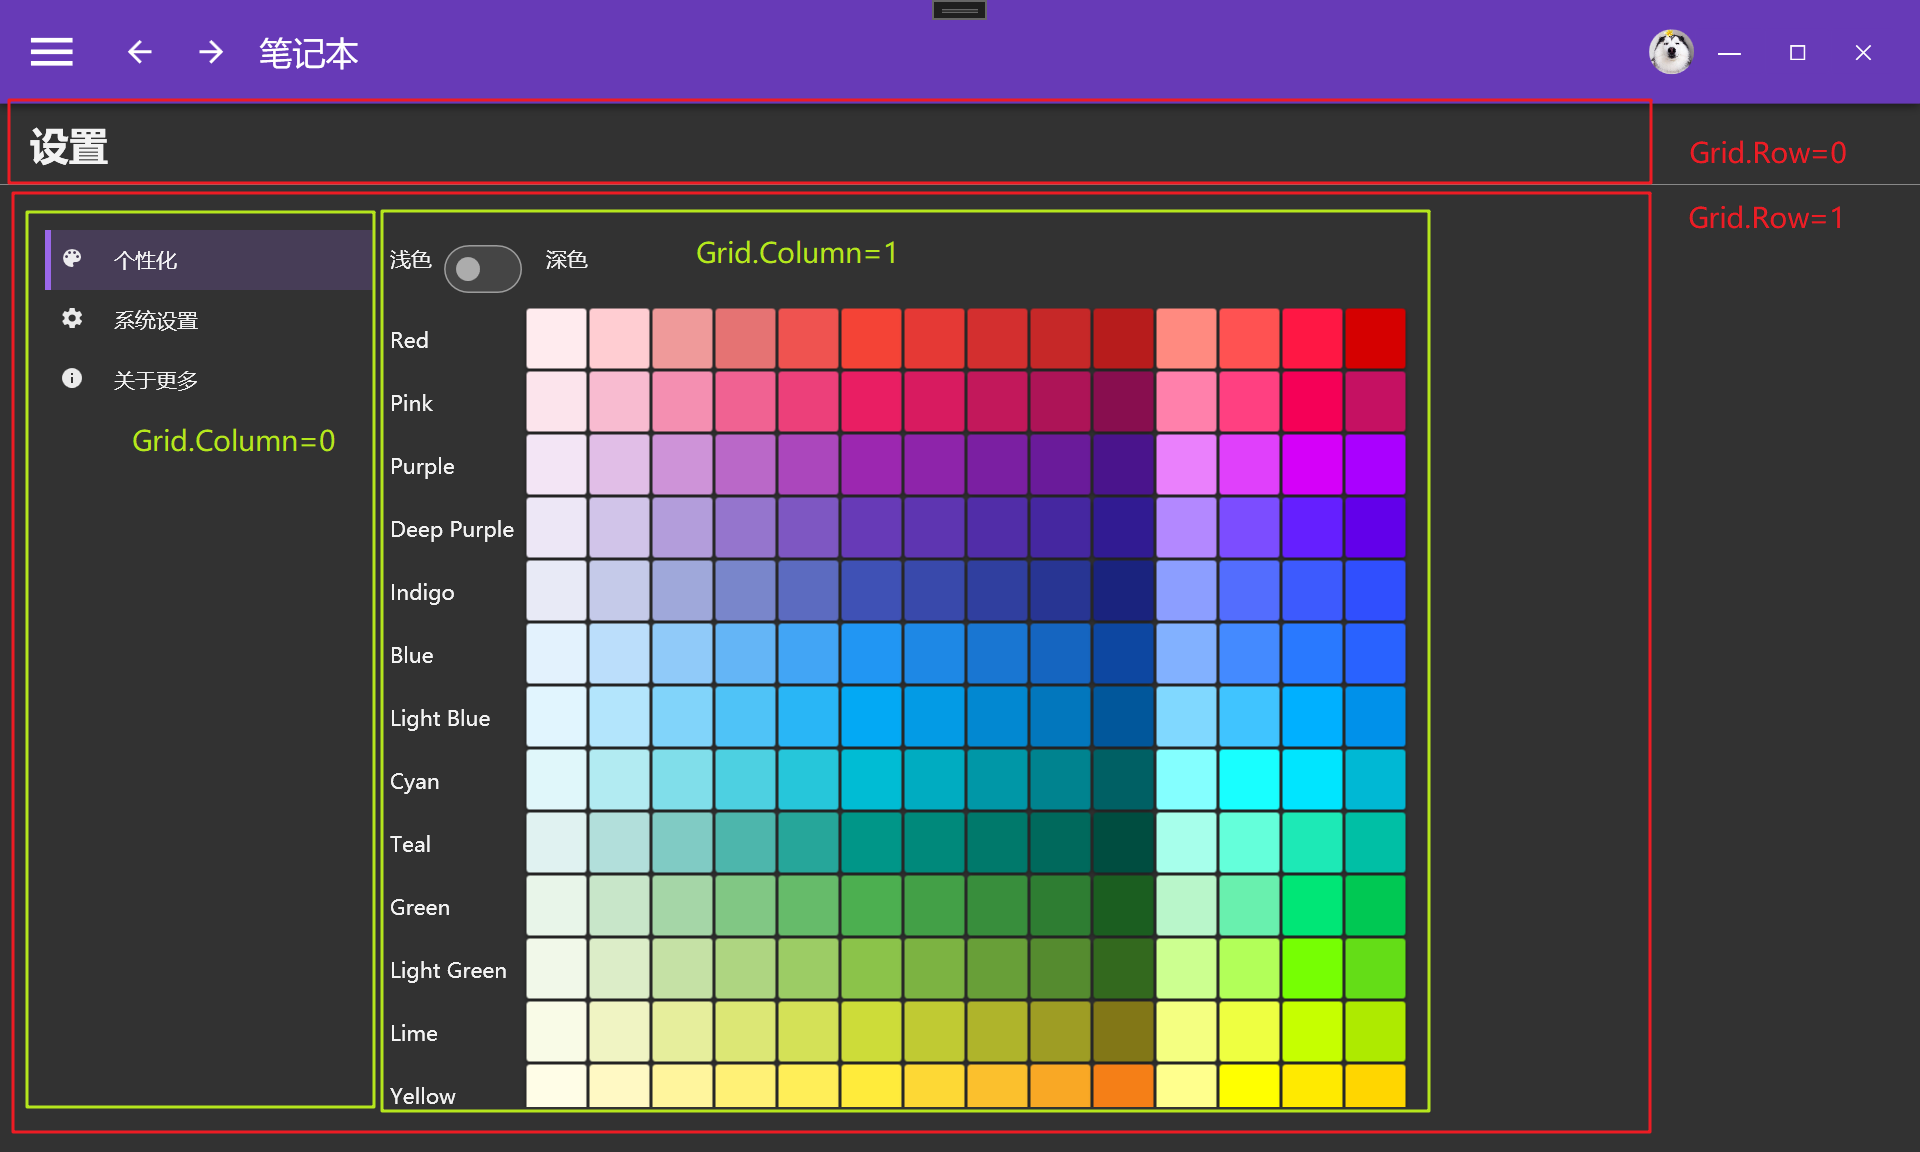 笔记本
设置
Grid.Row=0
Grid.Row=1
个性化
系统设置
关于更多
Grid.Column=0
浅色
深色
Grid.Column=1
Red
Pink
Purple
Deep Purple
Indigo
Blue
Light Blue
Cyan
Teal
Green
Light Green
Lime
Yellow